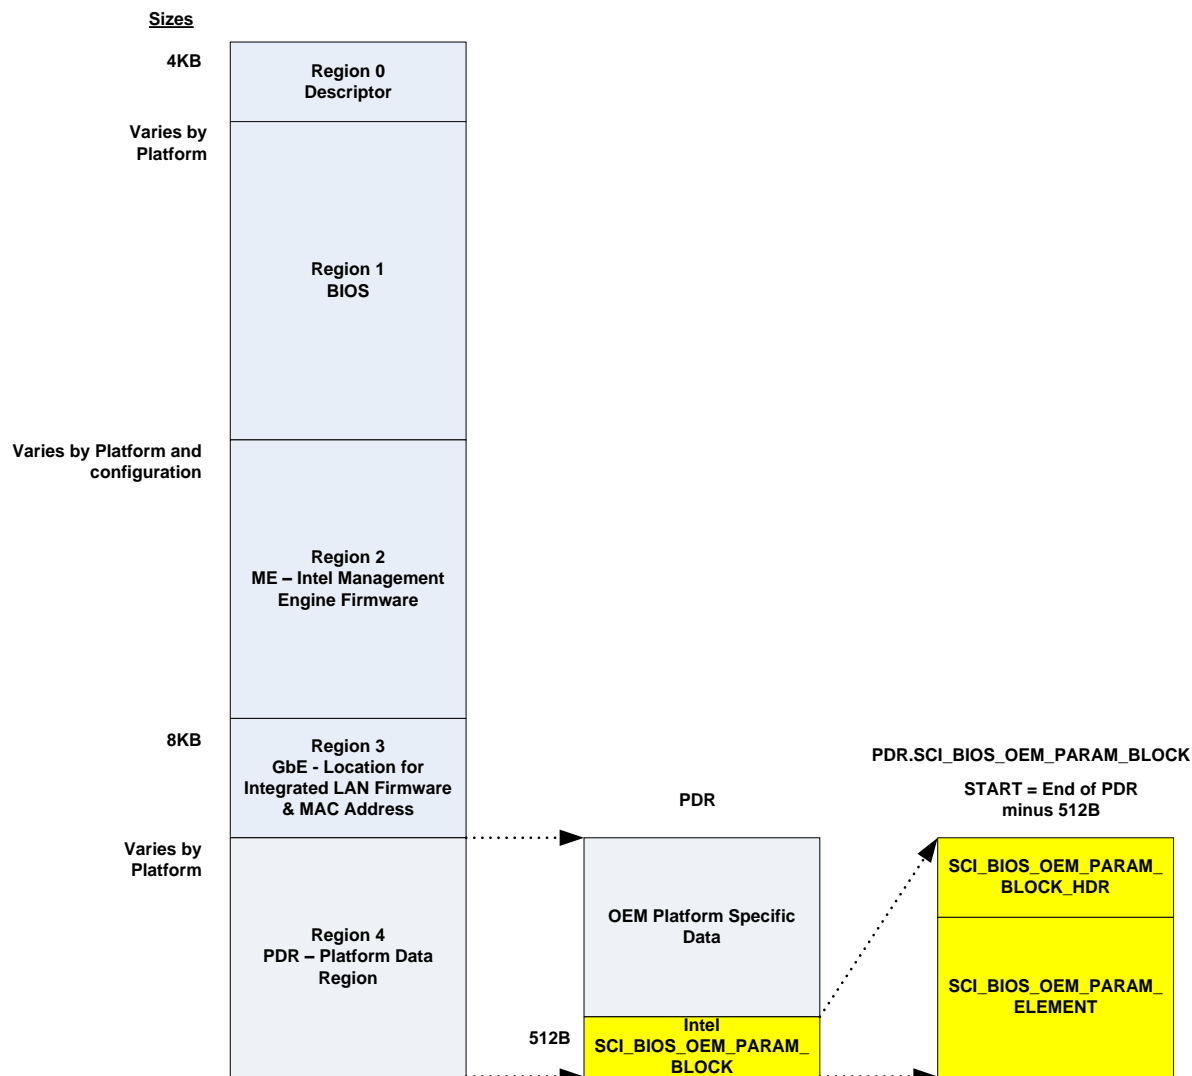 Sizes
4KB
Region 0
Descriptor
Varies by
Platform
Region 1
BIOS
Varies by Platform and
configuration
Region 2
ME – Intel Management
Engine Firmware
8KB
Region 3
GbE - Location for
Integrated LAN Firmware
& MAC Address
Varies by
Platform
Region 4
PDR – Platform Data
Region
PDR
OEM Platform Specific
Data
512B
Intel
SCI_BIOS_OEM_PARAM_
BLOCK
PDR.SCI_BIOS_OEM_PARAM_BLOCK
START = End of PDR
minus 512B
SCI_BIOS_OEM_PARAM_
BLOCK_HDR
SCI_BIOS_OEM_PARAM_
ELEMENT